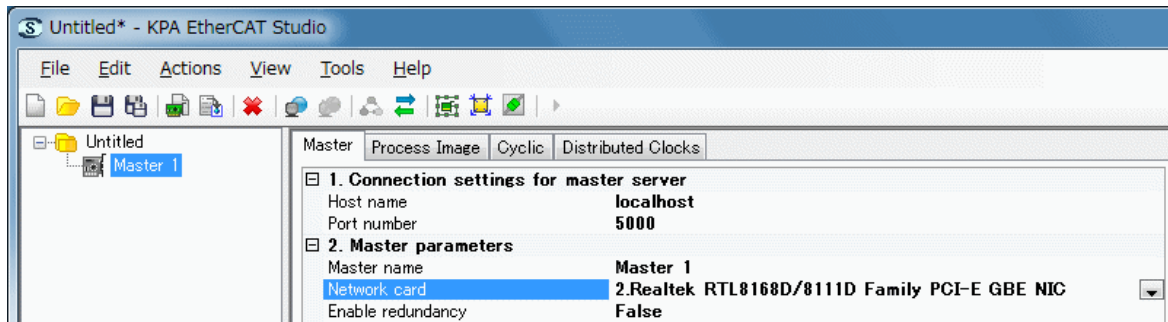 Untitled* - KPA EtherCAT Studio
File Edit Actions View Tools Help
Untitled
Master 1
Master Process Image Cyclic Distributed Clocks
1. Connection settings for master server
Host name localhost
Port number 5000
2. Master parameters
Master name Master 1
Network card 2.Realtek RTL8168D/8111D Family PCI-E GBE NIC
Enable redundancy False